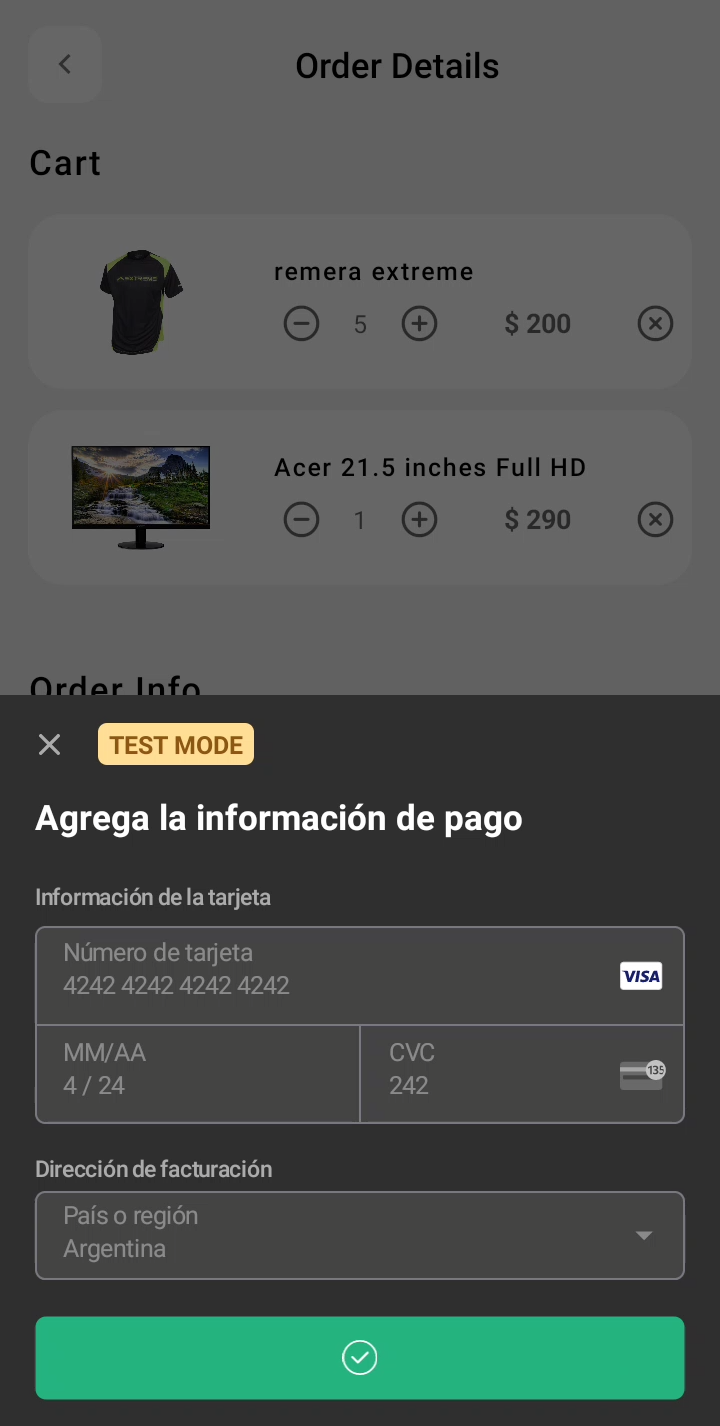 Order Details
Cart
remera extreme
5
$ 200
Acer 21.5 inches Full HD
1
$ 290
Order Info
TEST MODE
Agrega la información de pago
Información de la tarjeta
Número de tarjeta
4242 4242 4242 4242
VISA
MM/AA
CVC
4 / 24
242
135
Dirección de facturación
País o región
Argentina